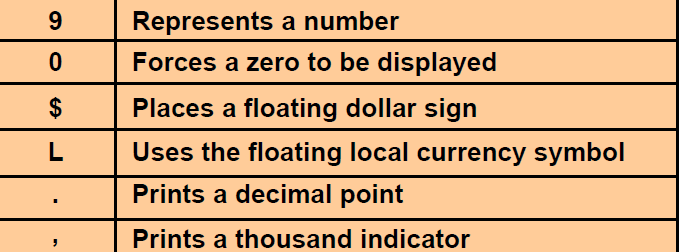 9 Represents a number
0 Forces a zero to be displayed
$ Places a floating dollar sign
L Uses the floating local currency symbol
. Prints a decimal point
, Prints a thousand indicator